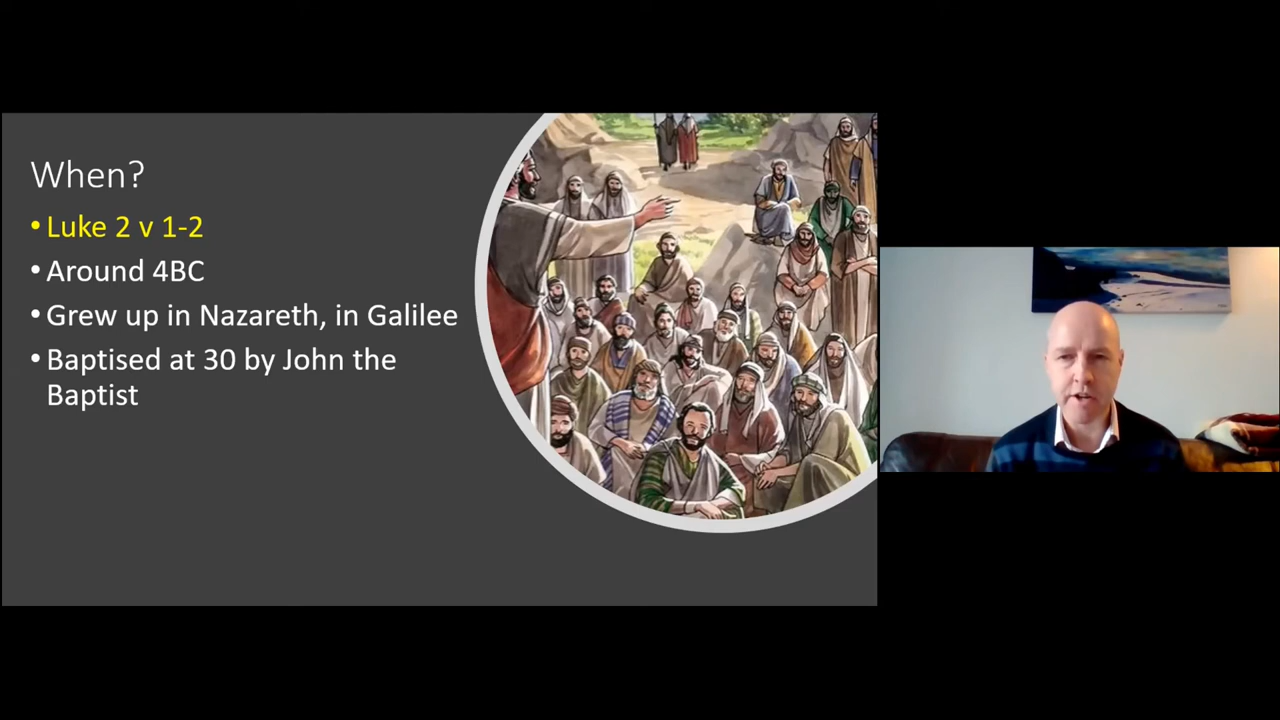 When?
• Luke 2 v 1-2
• Around 4BC
• Grew up in Nazareth, in Galilee
• Baptised at 30 by John the
Baptist